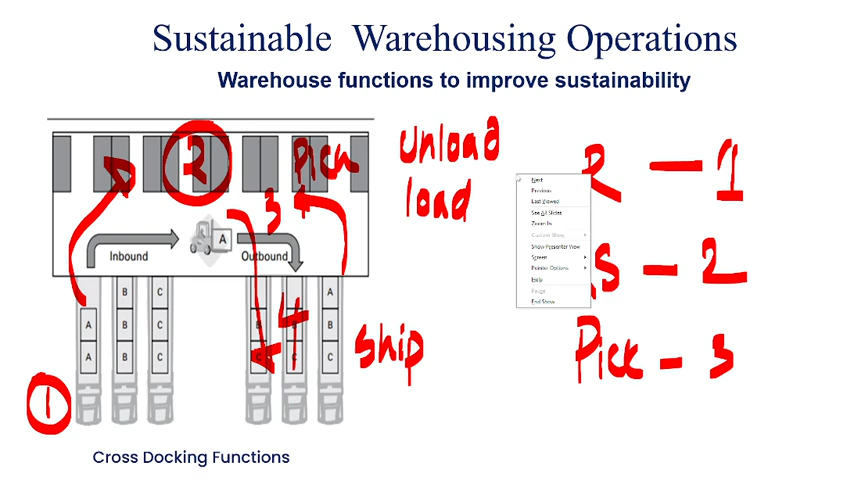 Sustainable Warehousing Operations
Warehouse functions to improve sustainability
2
Pick
Unload
load
R - 1
3
Inbound
A
Outbound
B C
A
A B C
B
4
A B C
C
C
A
B
C
1
ship
S - 2
Pick - 3
Next
Previous
Last Viewed
See All Slides
Zoom In
Custom Show
Show Presenter View
Screen
Pointer Options
Help
Pause
End Show
Cross Docking Functions